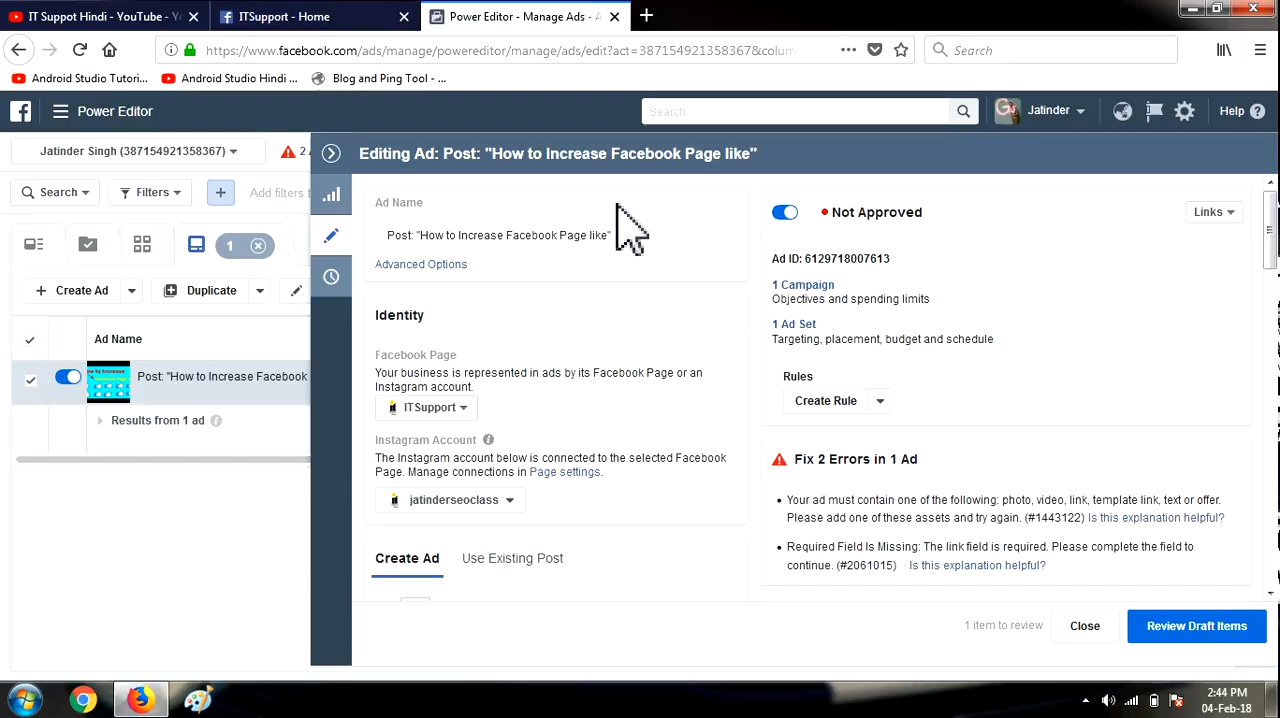 IT Suppot Hindi - YouTube - Y
ITSupport - Home
Power Editor - Manage Ads - A
https://www.facebook.com/ads/manage/powereditor/manage/ads/edit?act=387154921358367&colum
Search
Android Studio Tutori...
Android Studio Hindi ...
Blog and Ping Tool - ...
Power Editor
Search
Jatinder
Help
Jatinder Singh (387154921358367)
2
Editing Ad: Post: "How to Increase Facebook Page like"
Search
Filters
Add filters t
Ad Name
Post: "How to Increase Facebook Page like"
Advanced Options
Not Approved
Links
Ad ID: 6129718007613
1 Campaign
Objectives and spending limits
1 Ad Set
Targeting, placement, budget and schedule
Rules
Create Rule
1
Create Ad
Duplicate
Ad Name
Post: "How to Increase Facebook
Results from 1 ad
Identity
Facebook Page
Your business is represented in ads by its Facebook Page or an
Instagram account.
ITSupport
Instagram Account
The Instagram account below is connected to the selected Facebook
Page. Manage connections in Page settings.
jatinderseoclass
Create Ad
Use Existing Post
Fix 2 Errors in 1 Ad
Your ad must contain one of the following: photo, video, link, template link, text or offer.
Please add one of these assets and try again. (#1443122) Is this explanation helpful?
Required Field Is Missing: The link field is required. Please complete the field to
continue. (#2061015) · Is this explanation helpful?
1 item to review
Close
Review Draft Items
2:44 PM
04-Feb-18